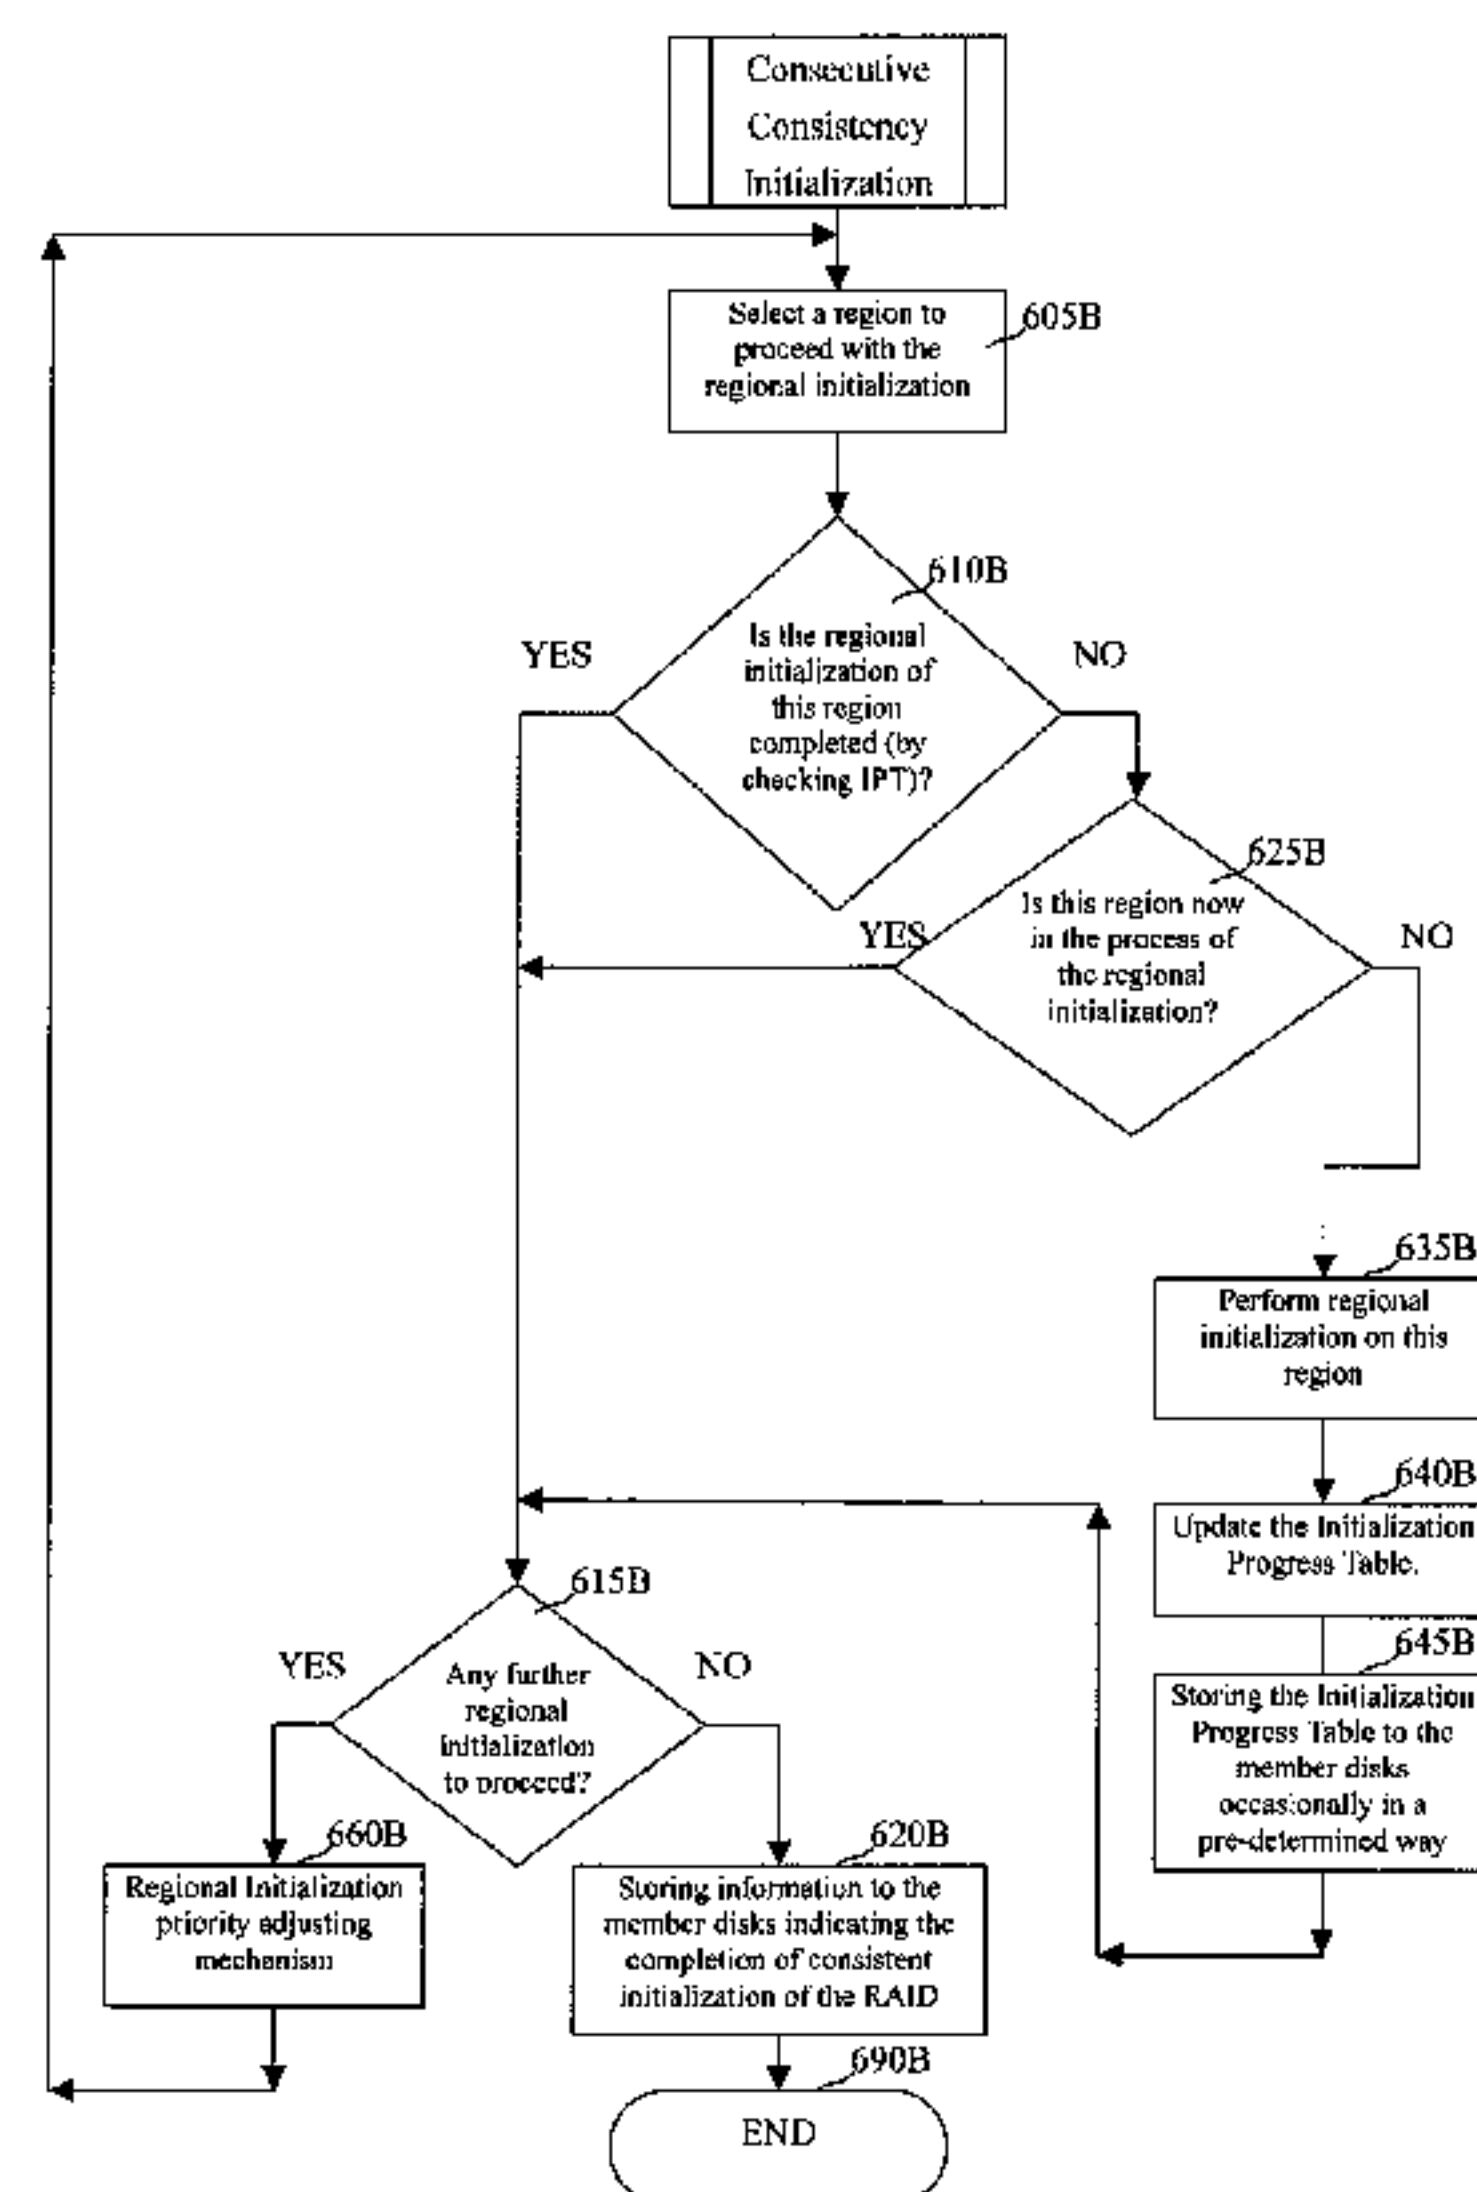 Consecutive
Consistency
Initialization
Select a region to
proceed with the
regional initialization
605B
610B
YES
NO
Is the regional
initialization of
this region
completed (by
checking IPT)?
625B
YES
NO
Is this region now
in the process of
the regional
initialization?
635B
Perform regional
initialization on this
region
640B
Update the Initialization
Progress Table.
645B
Storing the Initialization
Progress Table to the
member disks
occasionally in a
pre-determined way
615B
YES
NO
Any further
regional
initialization
to proceed?
660B
Regional Initialization
priority adjusting
mechanism
620B
Storing information to the
member disks indicating the
completion of consistent
initialization of the RAID
690B
END